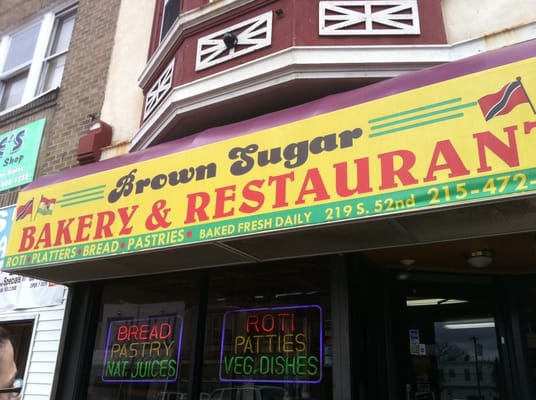 Brown Sugar
BAKERY & RESTAURANT
ROTI • PLATTERS • BREAD • PASTRIES • BAKED FRESH DAILY 219 S. 52nd 215-472-
BREAD
PASTRY
NAT. JUICES
ROTI
PATTIES
VEG. DISHES
Shop